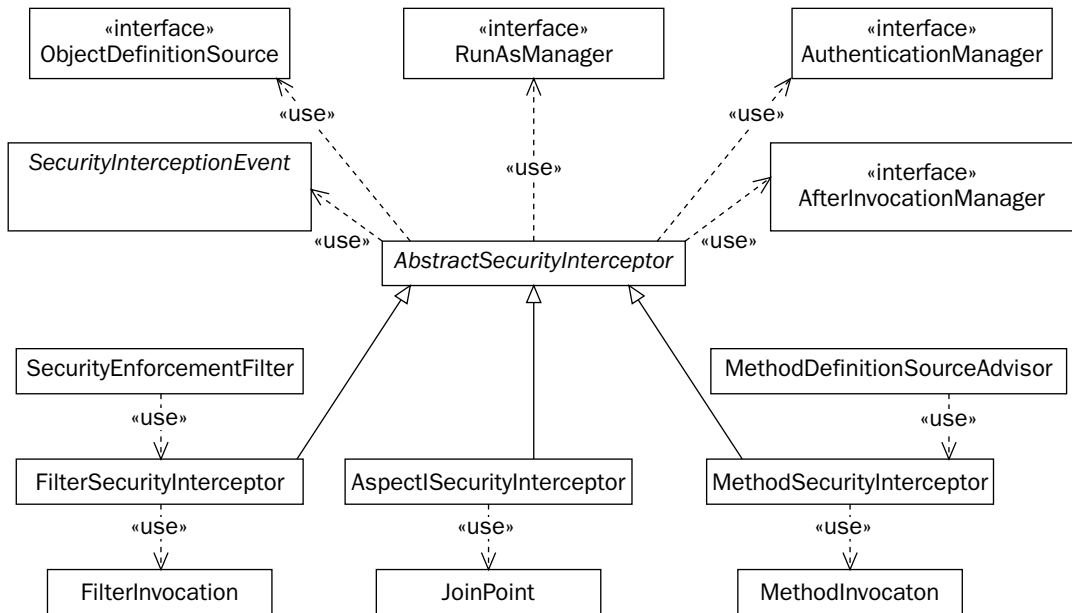 «interface»
ObjectDefinitionSource
«interface»
RunAsManager
«interface»
AuthenticationManager
«use»
«use»
SecurityInterceptionEvent
«interface»
AfterInvocationManager
«use»
«use»
«use»
AbstractSecurityInterceptor
SecurityEnforcementFilter
MethodDefinitionSourceAdvisor
«use»
«use»
FilterSecurityInterceptor
AspectISecurityInterceptor
MethodSecurityInterceptor
«use»
«use»
«use»
FilterInvocation
JoinPoint
MethodInvocaton